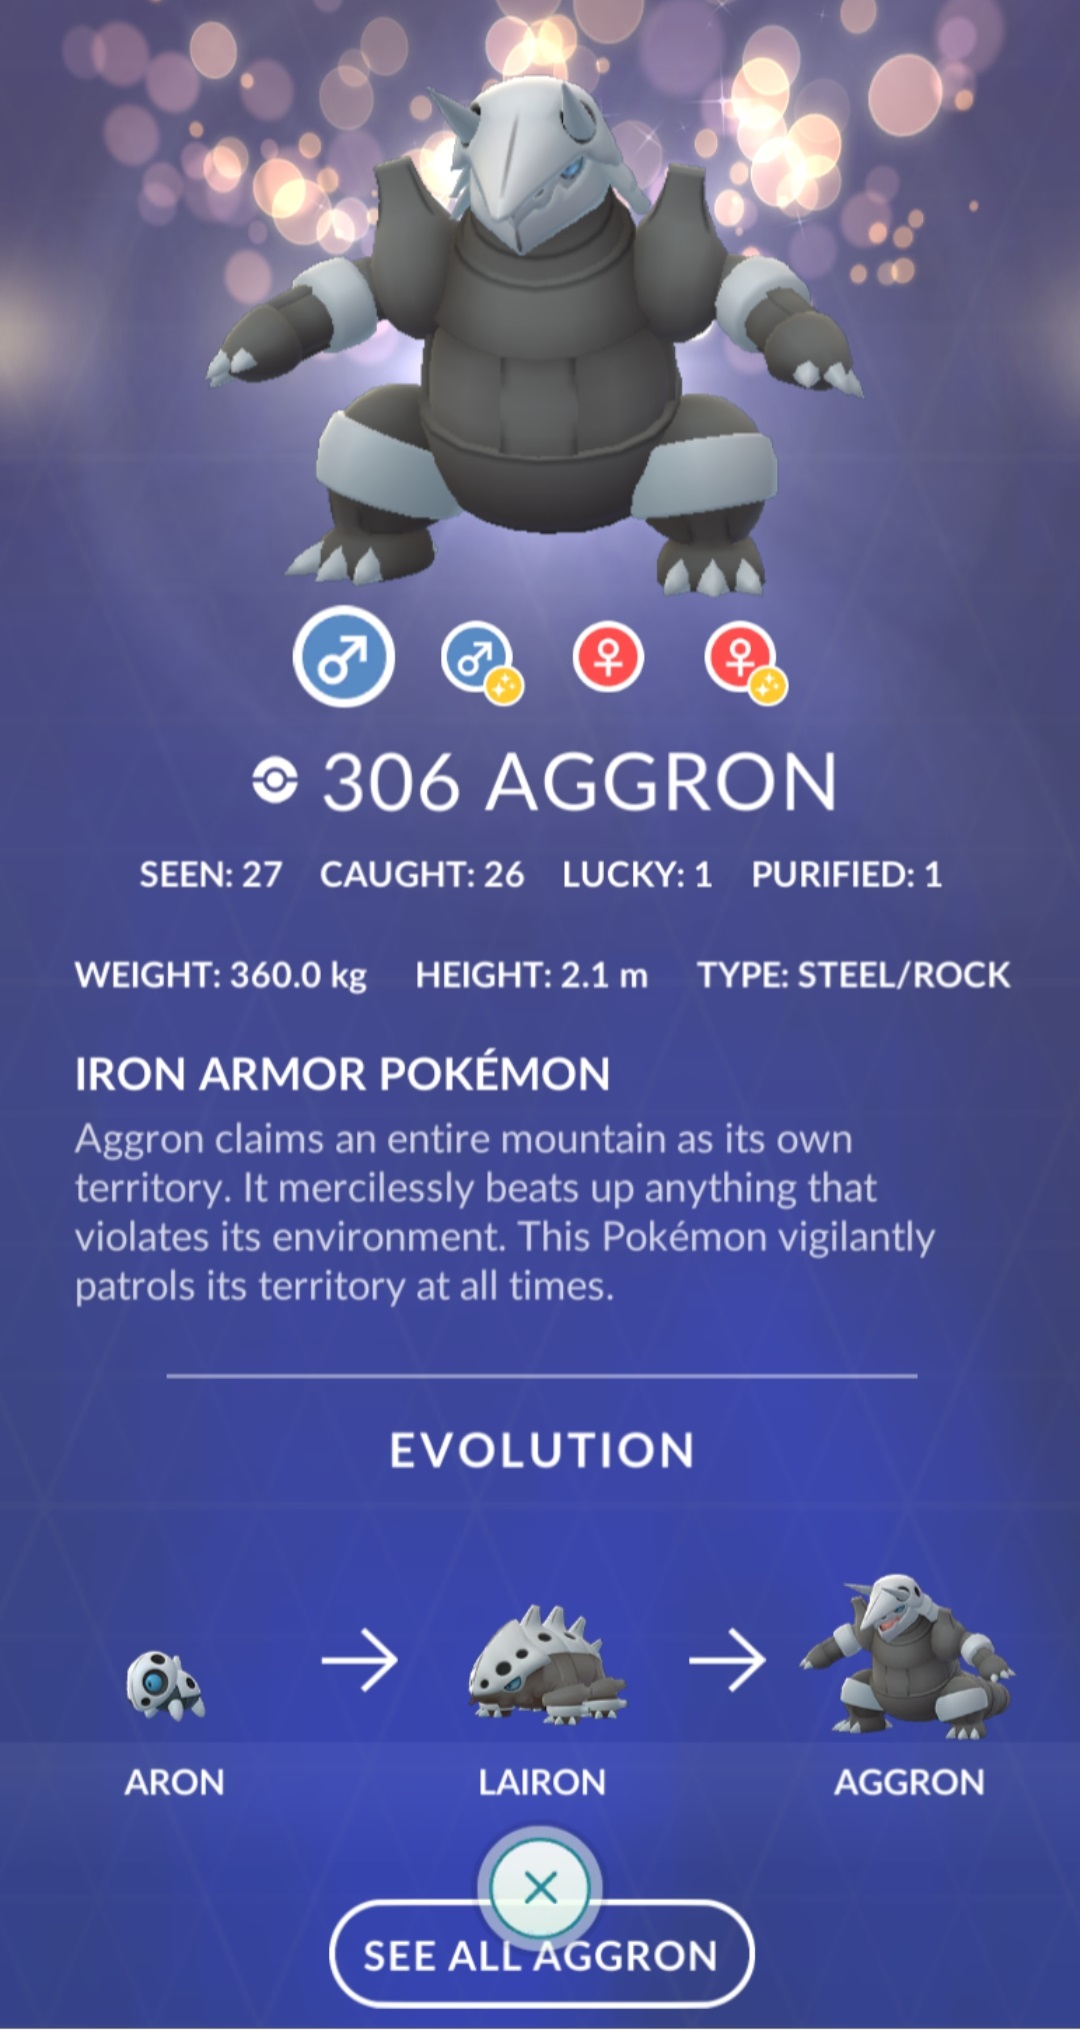 306 AGGRON
SEEN: 27 CAUGHT: 26 LUCKY: 1 PURIFIED: 1
WEIGHT: 360.0 kg HEIGHT: 2.1 m TYPE: STEEL/ROCK
IRON ARMOR POKÉMON
Aggron claims an entire mountain as its own
territory. It mercilessly beats up anything that
violates its environment. This Pokémon vigilantly
patrols its territory at all times.
EVOLUTION
ARON LAIRON AGGRON
SEE ALL AGGRON